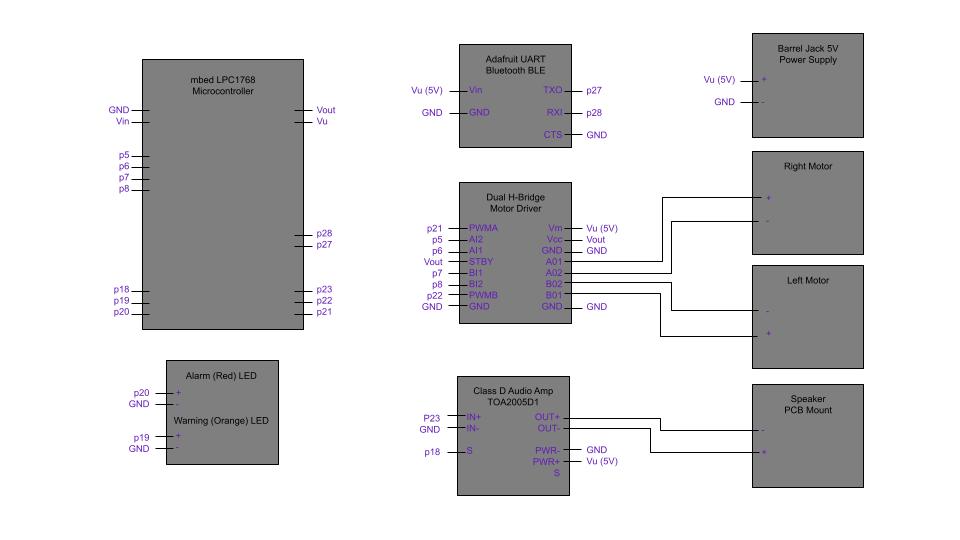 mbed LPC1768
Microcontroller
GND
Vin
p5
p6
p7
p8
p18
p19
p20
Vout
Vu
p28
p27
p23
p22
p21
Alarm (Red) LED
p20 +
GND -
Warning (Orange) LED
p19 +
GND -
Adafruit UART
Bluetooth BLE
Vu (5V) Vin TXO p27
GND GND RXI p28
CTS GND
Dual H-Bridge
Motor Driver
p21 PWMA Vm Vu (5V)
p5 AI2 Vcc Vout
p6 AI1 GND GND
Vout STBY A01
p7 BI1 A02
p8 BI2 B02
p22 PWMB B01
GND GND GND GND
Class D Audio Amp
TOA2005D1
P23 IN+ OUT+
GND IN- OUT-
p18 S PWR- GND
PWR+ Vu (5V)
S
Barrel Jack 5V
Power Supply
Vu (5V) +
GND -
Right Motor
+
-
Left Motor
-
+
Speaker
PCB Mount
-
+